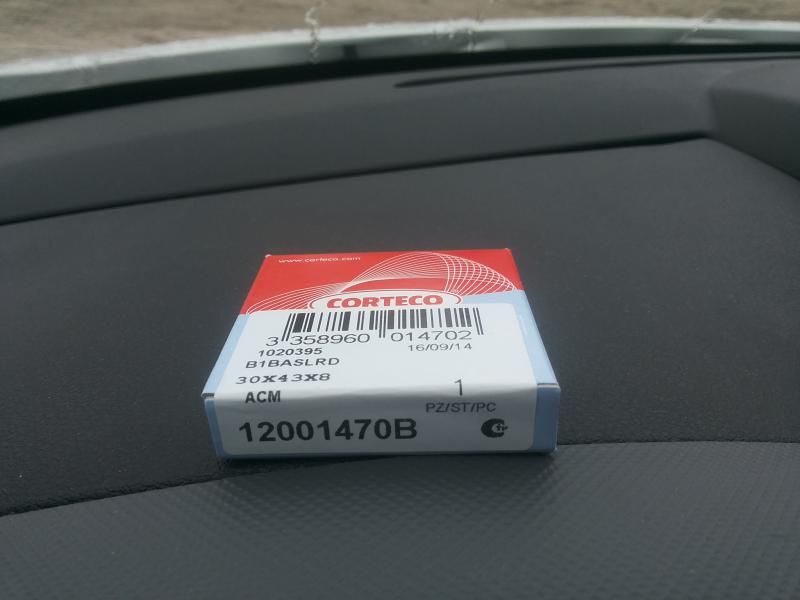 www.corteco.com
CORTECO
3 358960 014702
1020395 16/09/14
B1BASLRD
30X43X8
ACM 1
PZ/ST/PC
12001470B